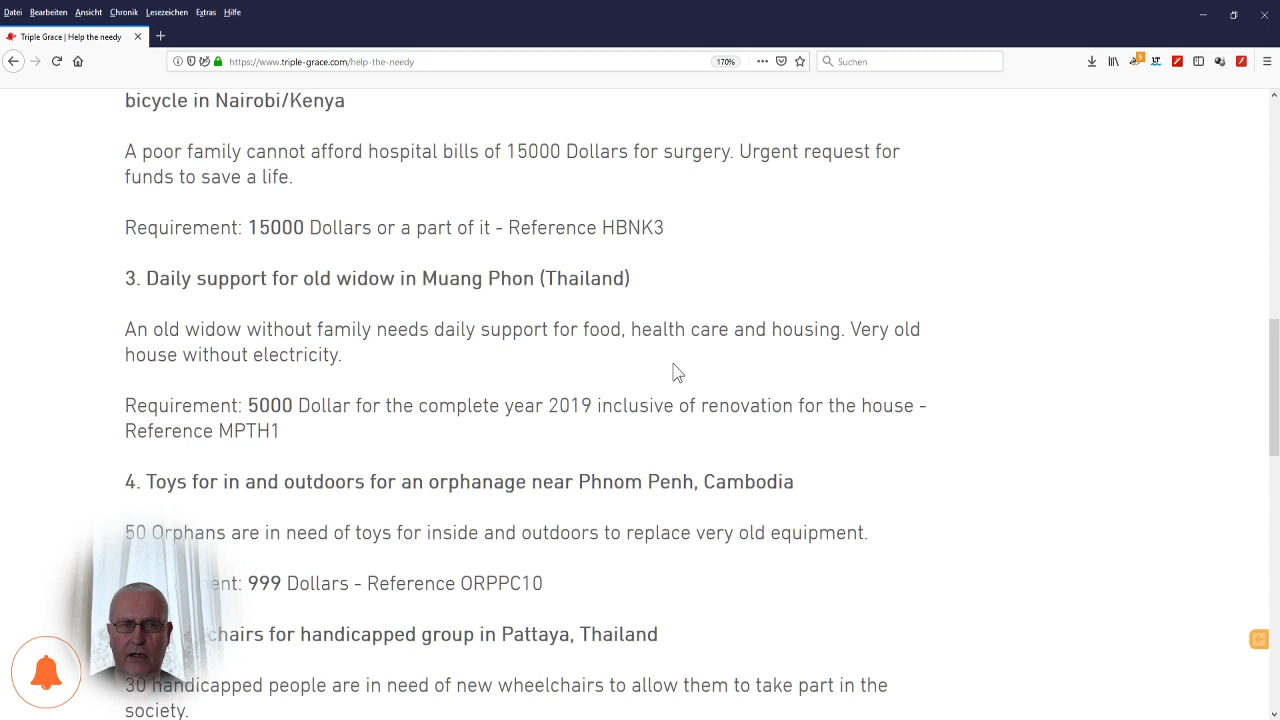 Datei Bearbeiten Ansicht Chronik Lesezeichen Extras Hilfe
Triple Grace | Help the needy
https://www.triple-grace.com/help-the-needy 170% Suchen
bicycle in Nairobi/Kenya
A poor family cannot afford hospital bills of 15000 Dollars for surgery. Urgent request for
funds to save a life.
Requirement: 15000 Dollars or a part of it - Reference HBNK3
3. Daily support for old widow in Muang Phon (Thailand)
An old widow without family needs daily support for food, health care and housing. Very old
house without electricity.
Requirement: 5000 Dollar for the complete year 2019 inclusive of renovation for the house -
Reference MPTH1
4. Toys for in and outdoors for an orphanage near Phnom Penh, Cambodia
50 Orphans are in need of toys for inside and outdoors to replace very old equipment.
ent: 999 Dollars - Reference ORPPC10
chairs for handicapped group in Pattaya, Thailand
30 handicapped people are in need of new wheelchairs to allow them to take part in the
society.